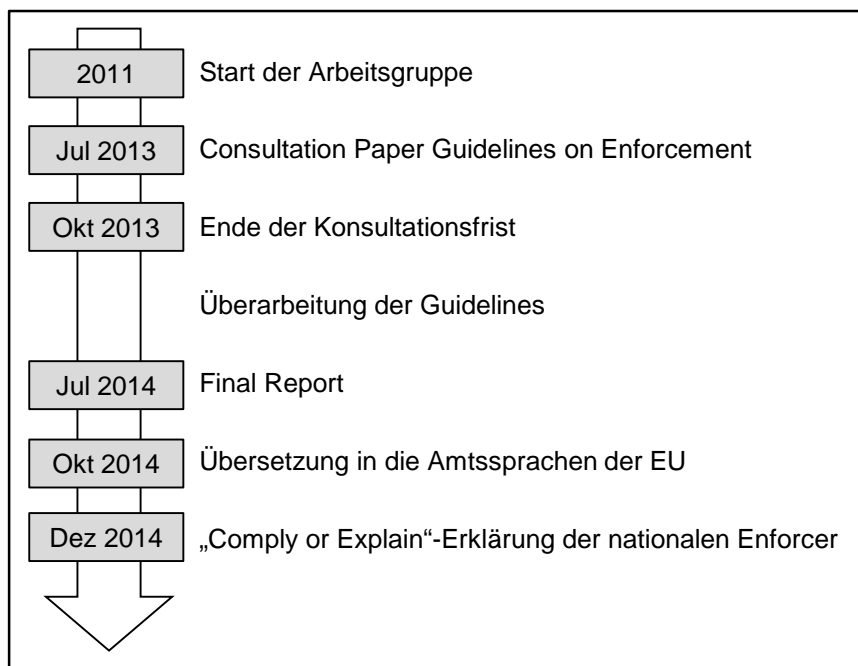 2011 Start der Arbeitsgruppe
Jul 2013 Consultation Paper Guidelines on Enforcement
Okt 2013 Ende der Konsultationsfrist
Überarbeitung der Guidelines
Jul 2014 Final Report
Okt 2014 Übersetzung in die Amtssprachen der EU
Dez 2014 „Comply or Explain“-Erklärung der nationalen Enforcer